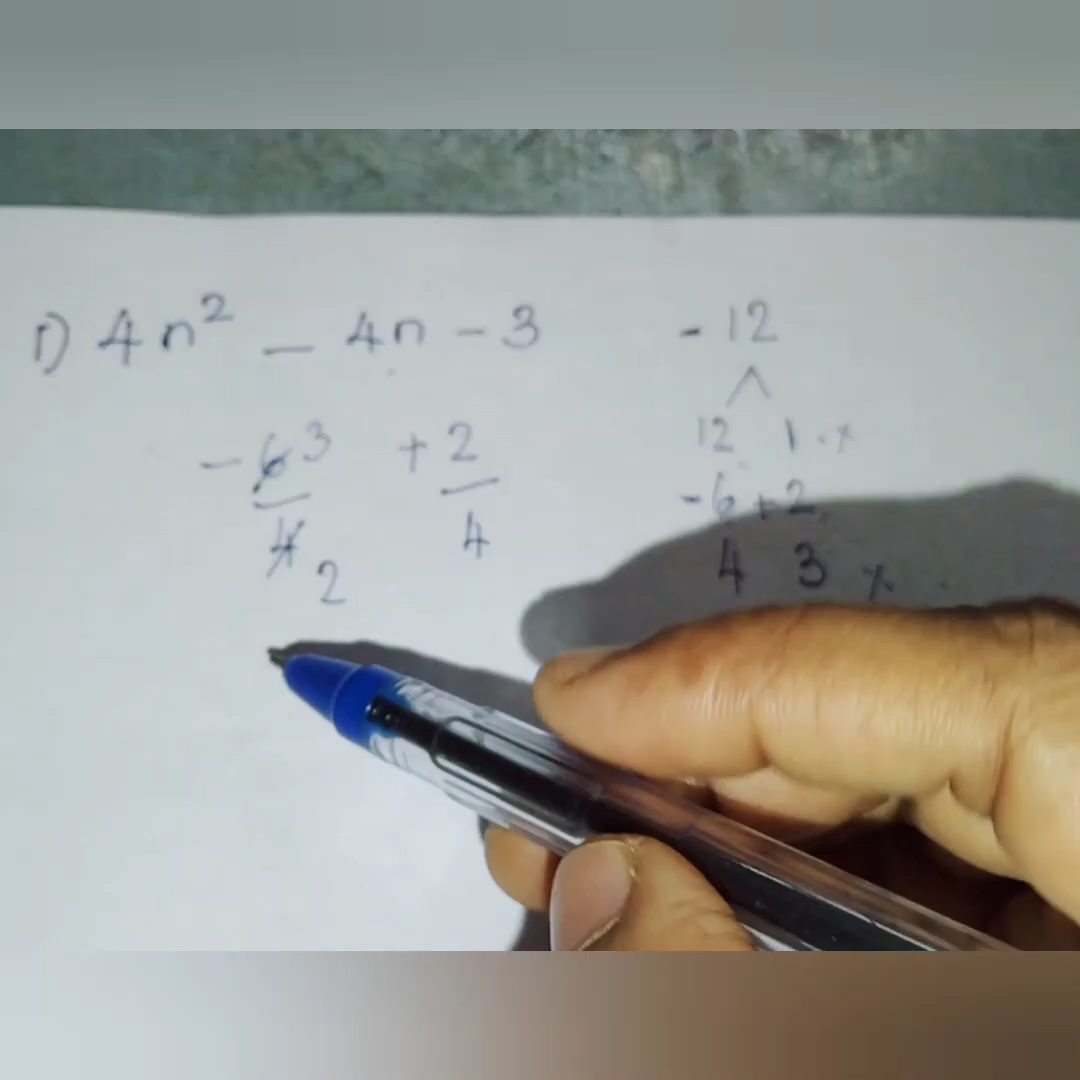 1) 4n² - 4n - 3
-6 3 + 2
4 2 4
- 12
12 1 . x
-6 + 2
4 3 x